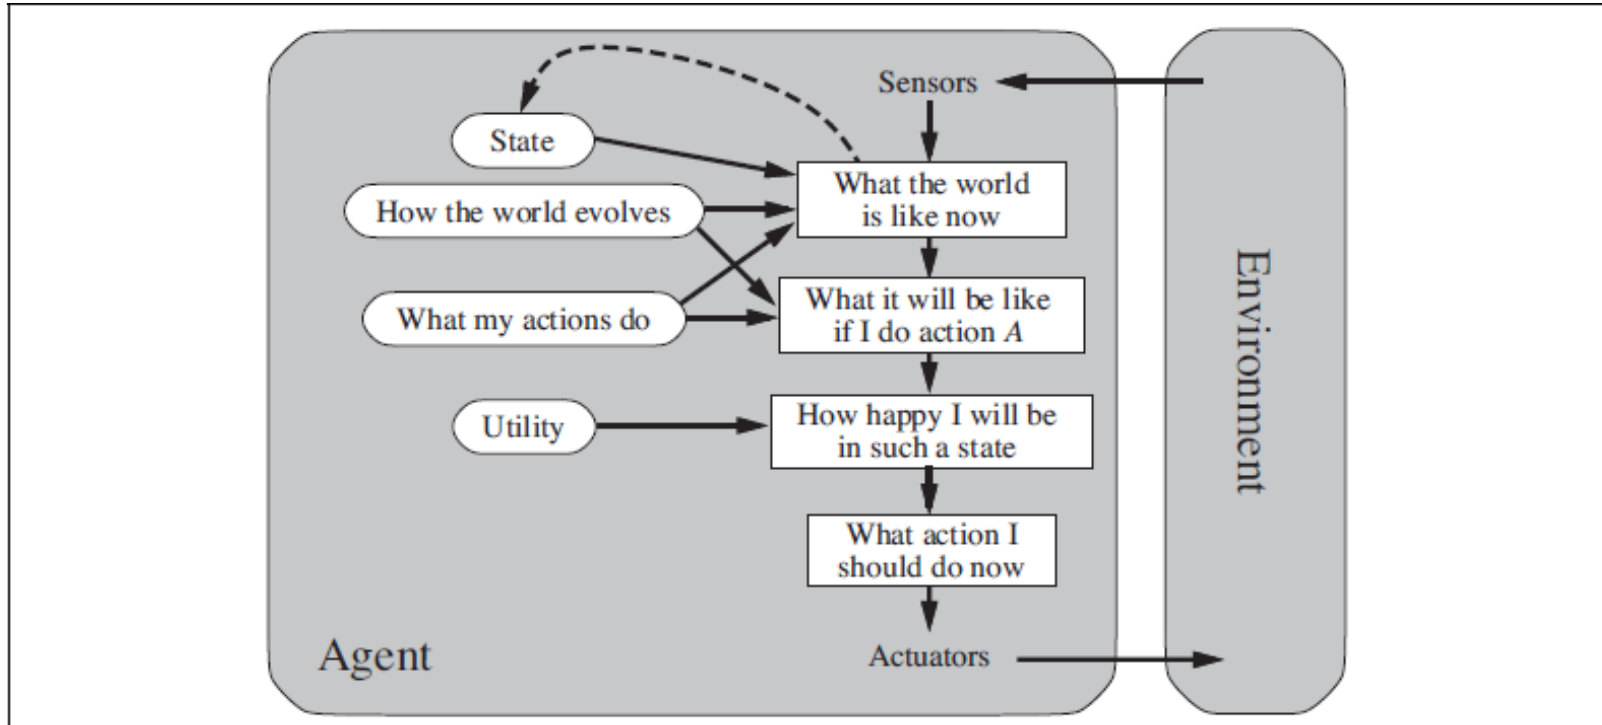 Sensors
State
What the world
is like now
How the world evolves
What my actions do
What it will be like
if I do action A
Utility
How happy I will be
in such a state
What action I
should do now
Agent
Actuators
Environment